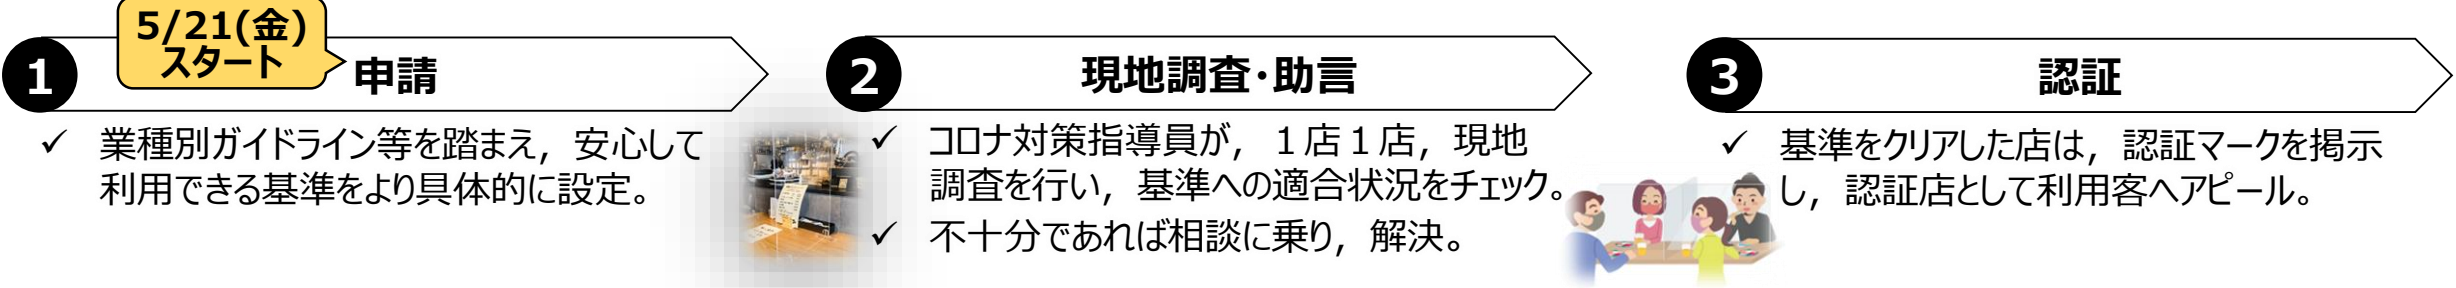 5/21(金)
スタート
1
申請
✓ 業種別ガイドライン等を踏まえ，安心して
利用できる基準をより具体的に設定。
2
現地調査・助言
✓ コロナ対策指導員が，１店１店，現地
調査を行い，基準への適合状況をチェック。
✓ 不十分であれば相談に乗り，解決。
3
認証
✓ 基準をクリアした店は，認証マークを掲示
し，認証店として利用客へアピール。